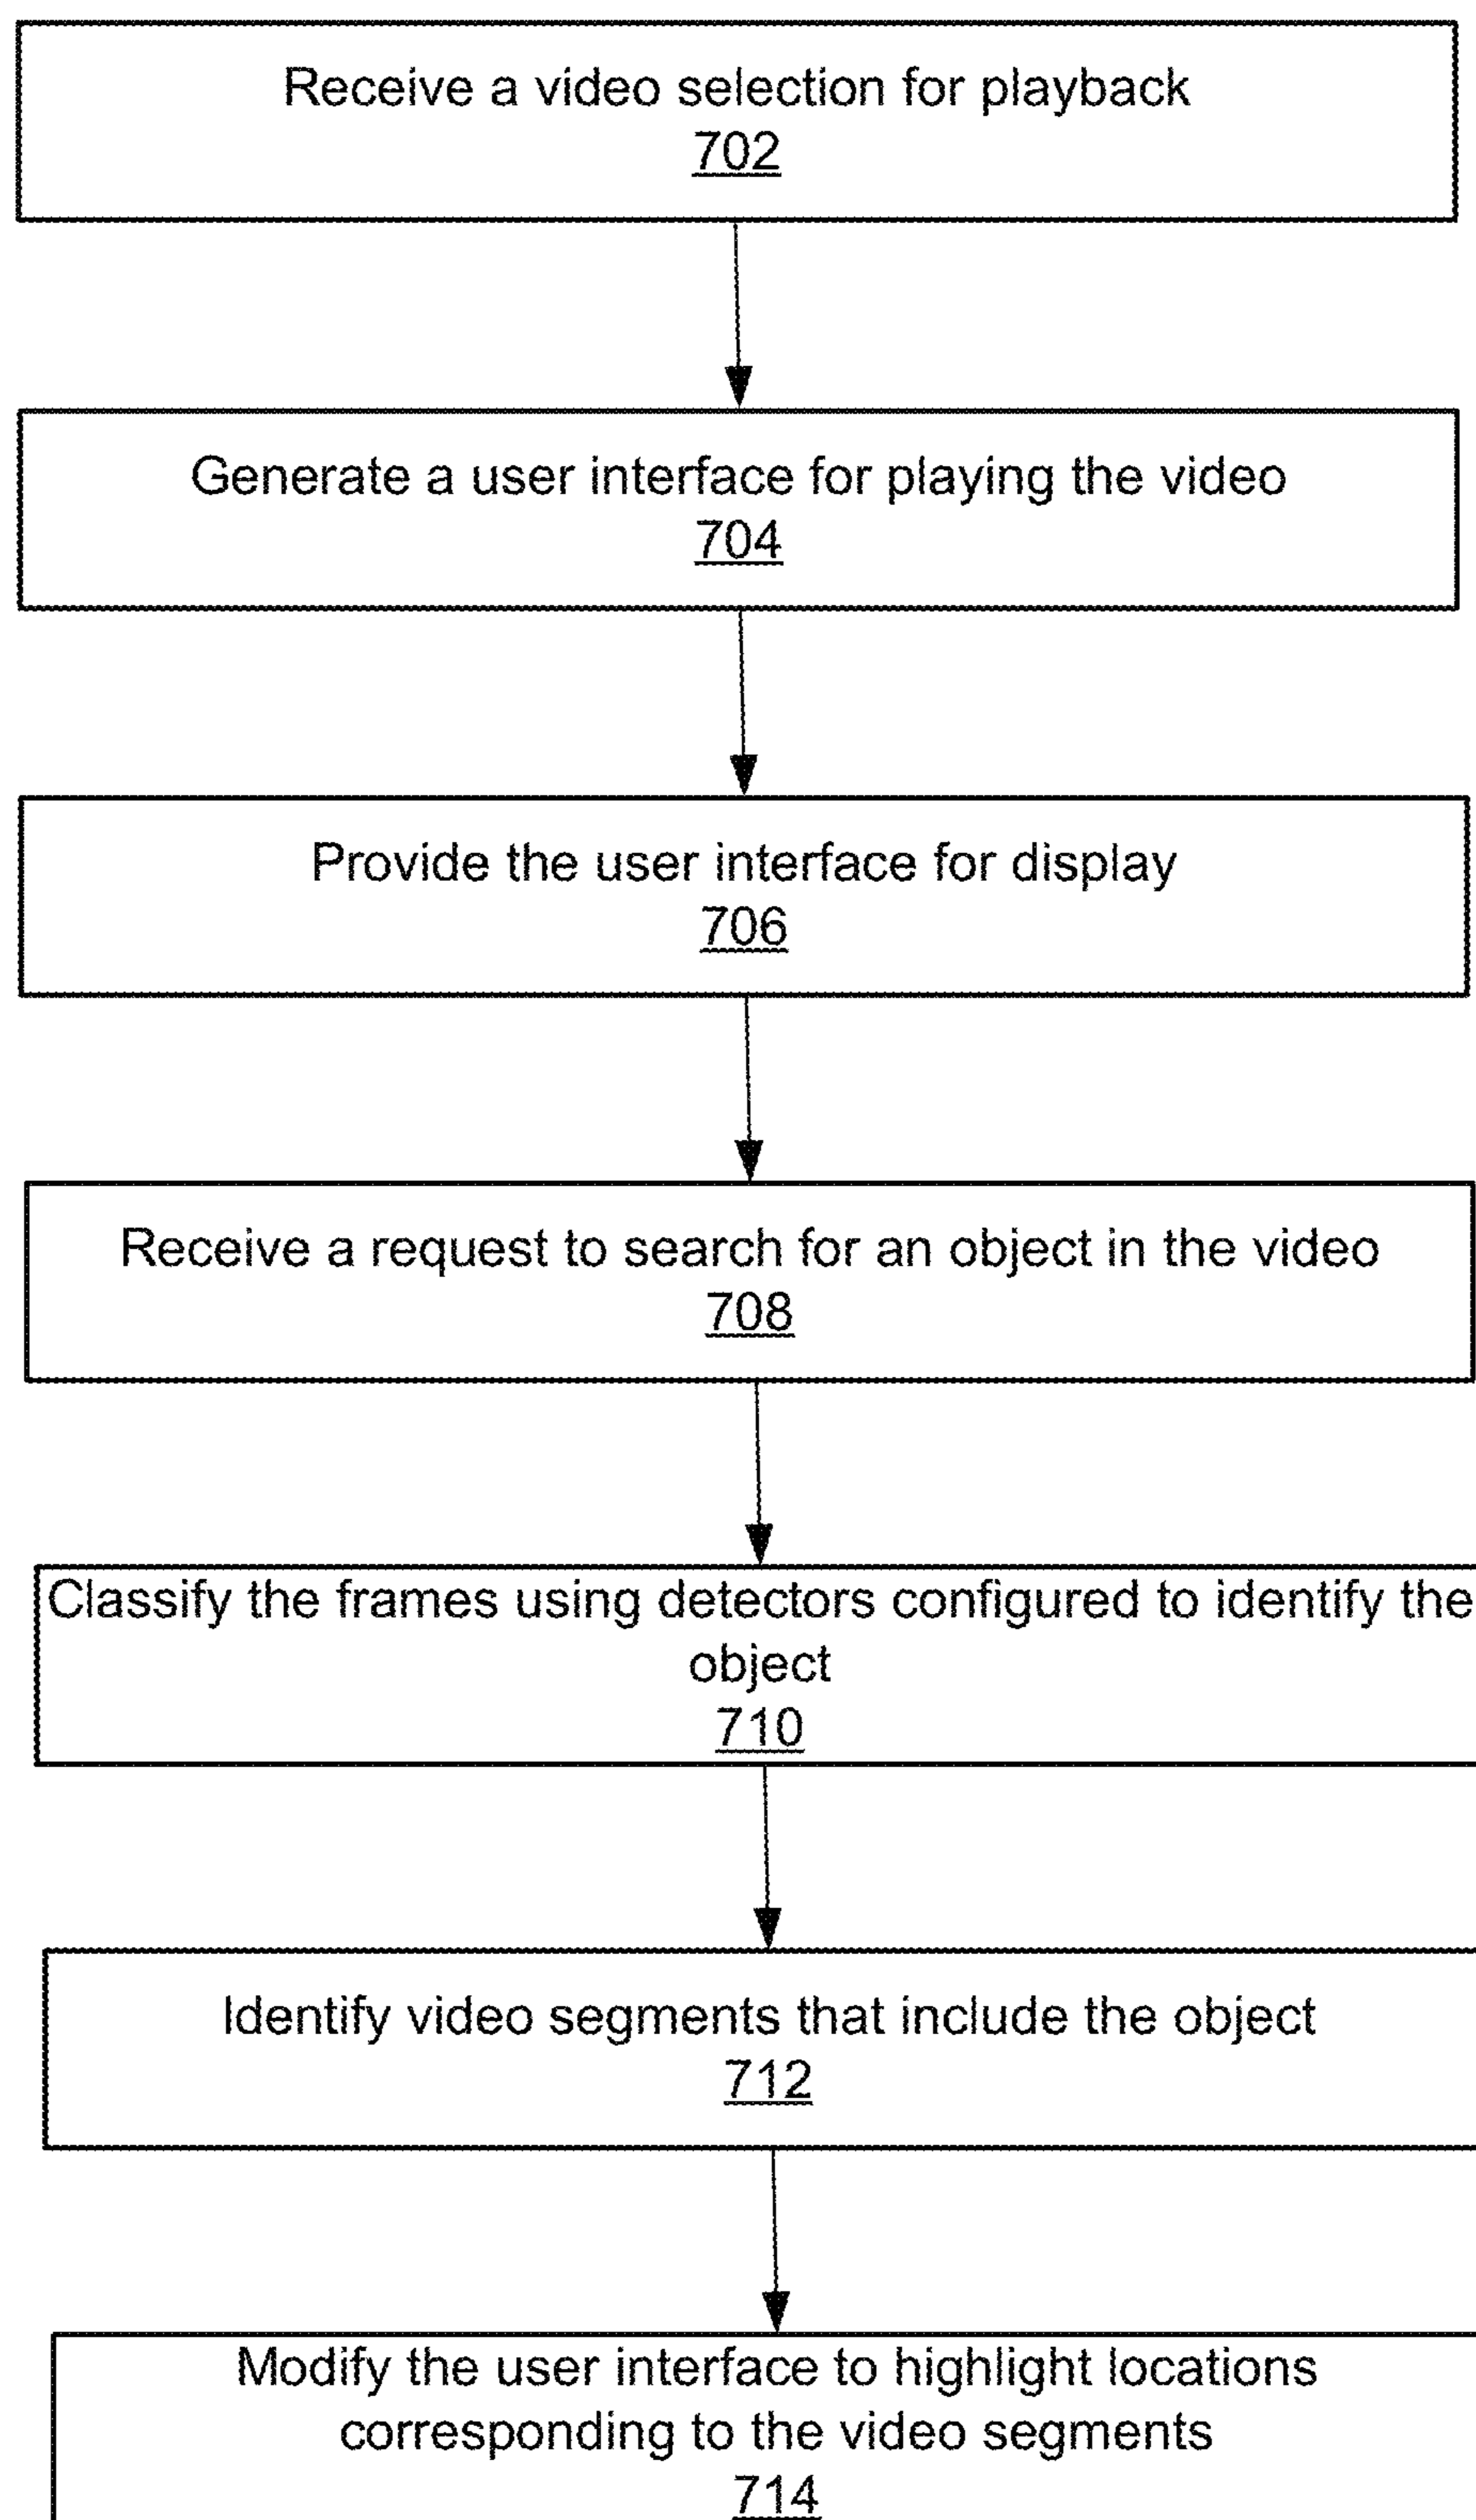 Receive a video selection for playback
702
Generate a user interface for playing the video
704
Provide the user interface for display
706
Receive a request to search for an object in the video
708
Classify the frames using detectors configured to identify the
object
710
Identify video segments that include the object
712
Modify the user interface to highlight locations
corresponding to the video segments
714